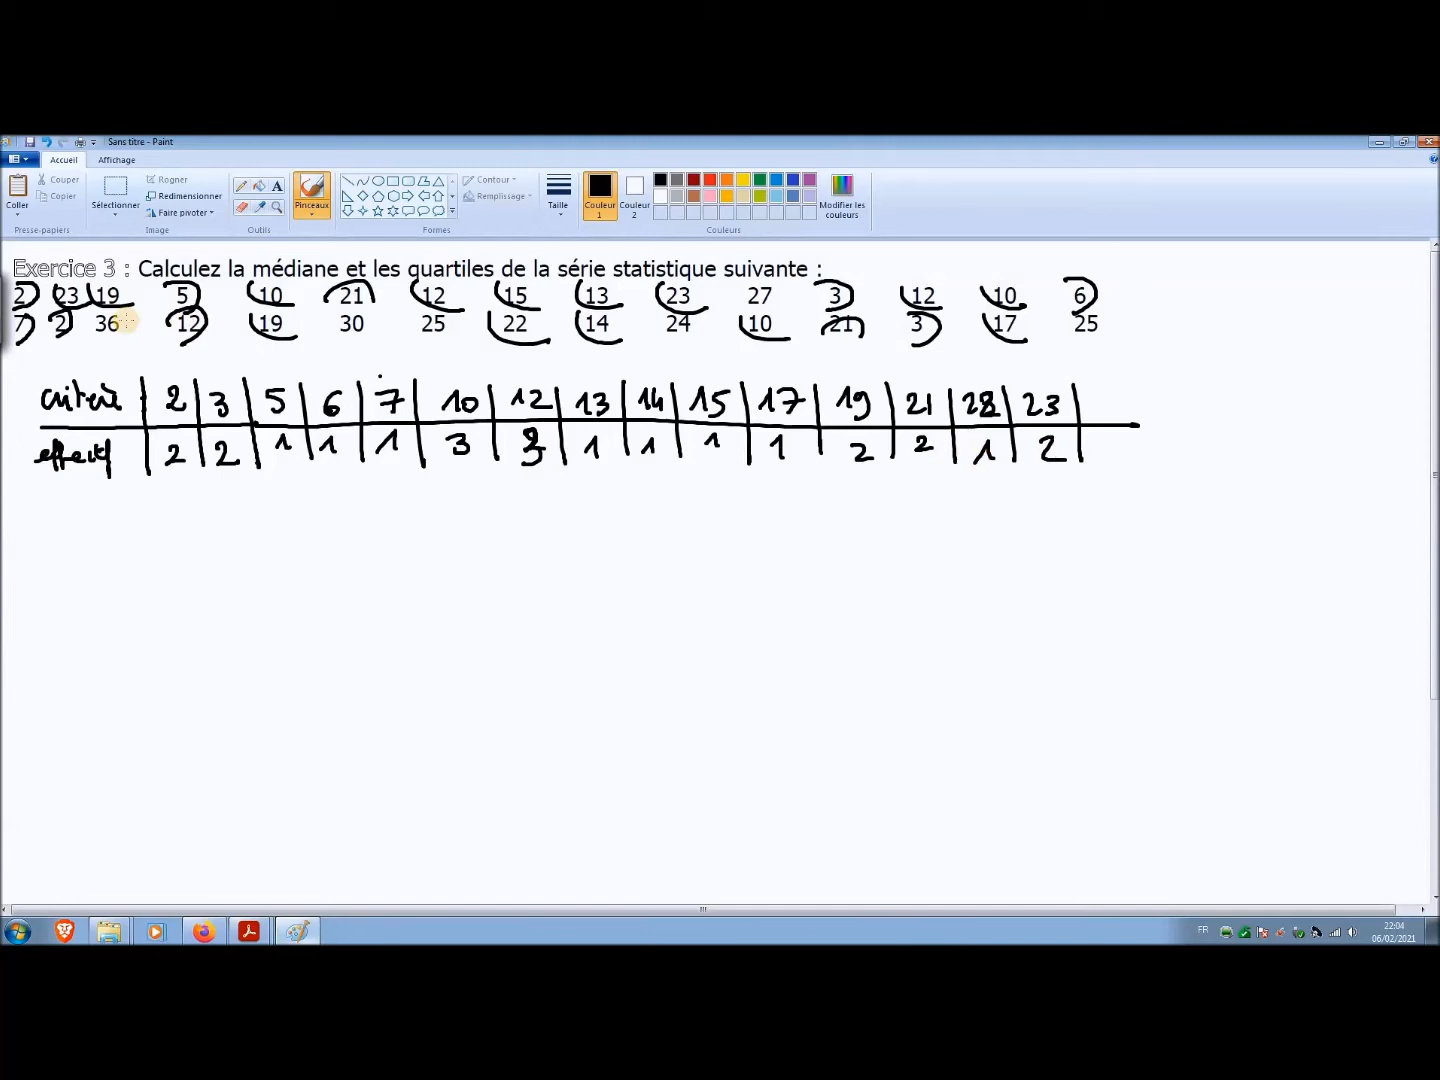 Sans titre - Paint
Accueil Affichage
Coller
Couper
Copier
Presse-papiers
Sélectionner
Rogner
Redimensionner
Faire pivoter
Image
A
Outils
Pinceaux
Contour
Remplissage
Formes
Taille
Couleur 1
Couleur 2
Modifier les couleurs
Couleurs
Exercice 3 : Calculez la médiane et les quartiles de la série statistique suivante :
2 23 19 5 10 21 12 15 13 23 27 3 12 10 6
7 2 36 12 19 30 25 22 14 24 10 21 3 17 25
critère 2 3 5 6 7 10 12 13 14 15 17 19 21 22 23
effectif 2 2 1 1 1 3 3 1 1 1 1 2 2 1 2
FR
22:04
06/02/2021